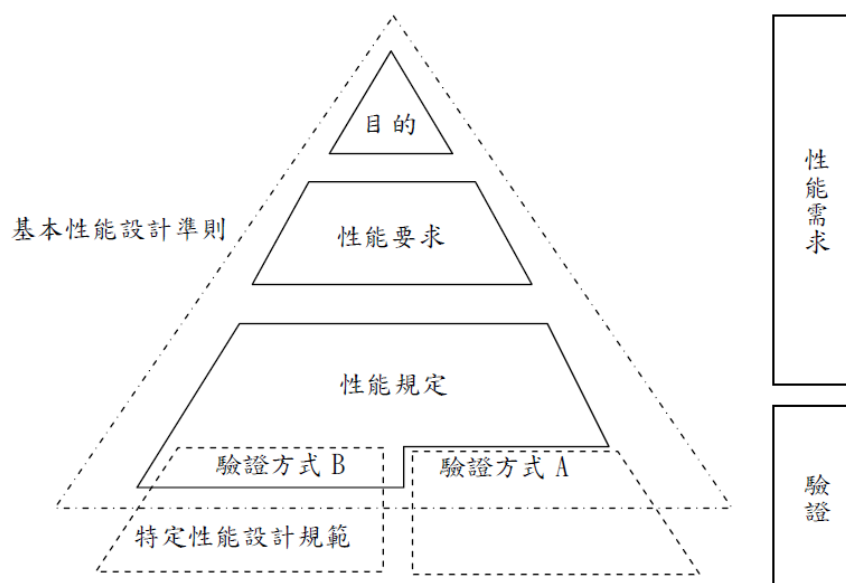 目的
基本性能設計準則
性能要求
性能規定
驗證方式 B
驗證方式 A
特定性能設計規範
性能需求
驗證